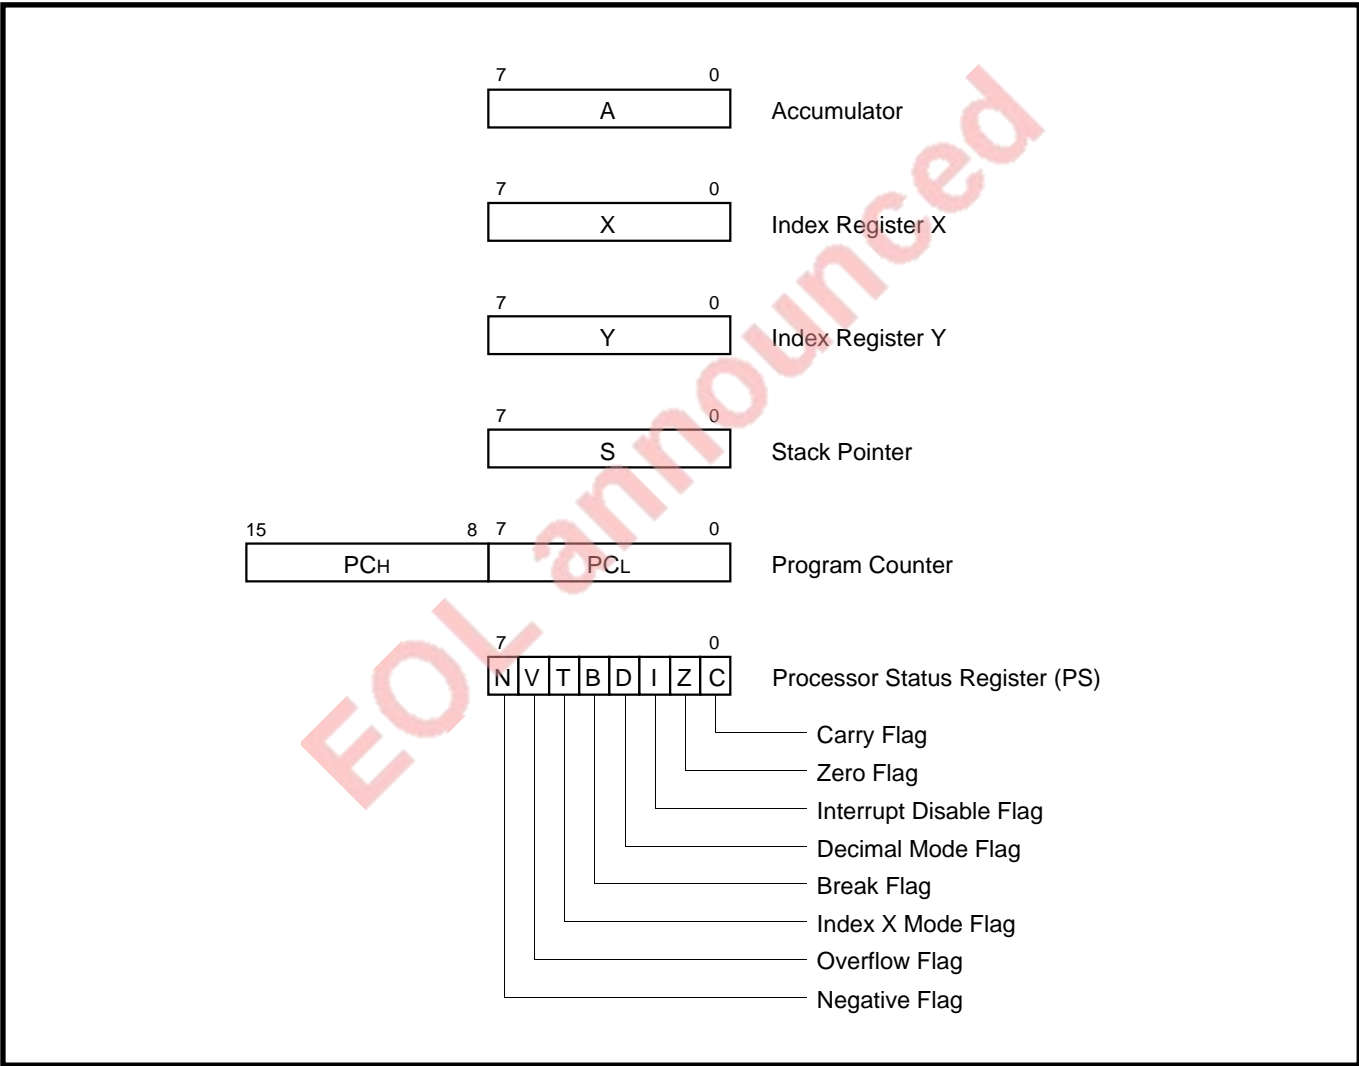 7 0
A Accumulator
7 0
X Index Register X
7 0
Y Index Register Y
7 0
S Stack Pointer
15 8 7 0
PCH PCL Program Counter
7 0
N V T B D I Z C Processor Status Register (PS)
Carry Flag
Zero Flag
Interrupt Disable Flag
Decimal Mode Flag
Break Flag
Index X Mode Flag
Overflow Flag
Negative Flag
EOL announced